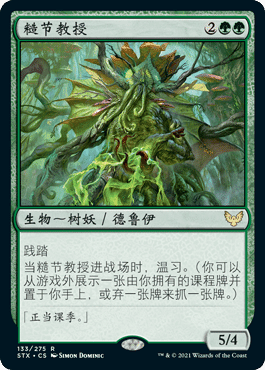 糙节教授 2
生物～树妖 / 德鲁伊
践踏
当糙节教授进战场时，温习。（你可以
从游戏外展示一张由你拥有的课程牌并
置于你手上，或弃一张牌来抓一张牌。）
「正当课季。」
5/4
133/275 R
STX • CS SIMON DOMINIC
™ & © 2021 Wizards of the Coast